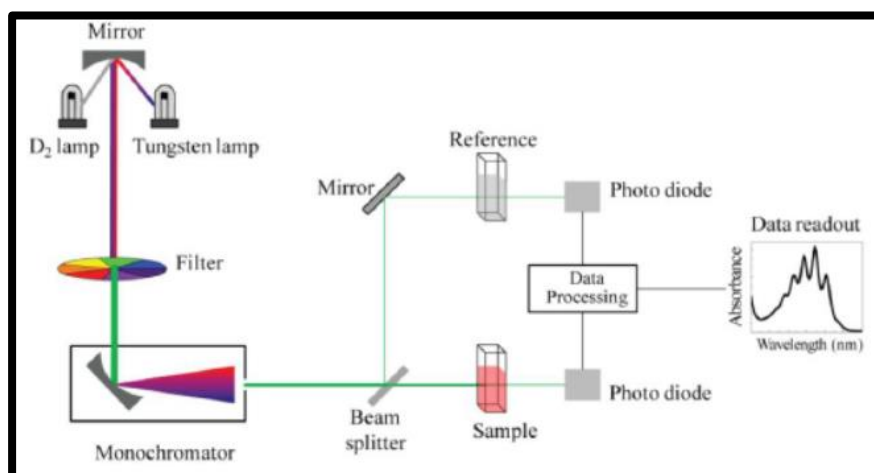 Mirror
D₂ lamp
Tungsten lamp
Filter
Monochromator
Mirror
Reference
Photo diode
Data
Processing
Beam
splitter
Sample
Photo diode
Data readout
Absorbance
Wavelength (nm)